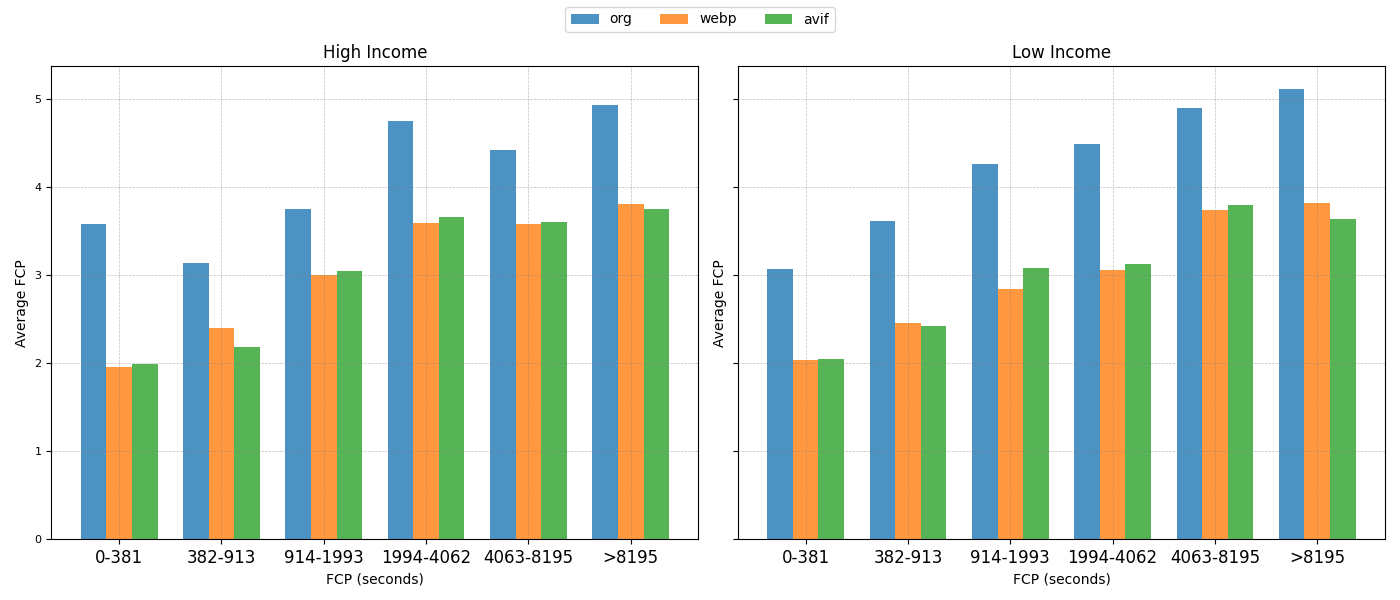 org webp avif
High Income
Low Income
Average FCP
5
4
3
2
1
0
0-381 382-913 914-1993 1994-4062 4063-8195 >8195
FCP (seconds)
Average FCP
0-381 382-913 914-1993 1994-4062 4063-8195 >8195
FCP (seconds)